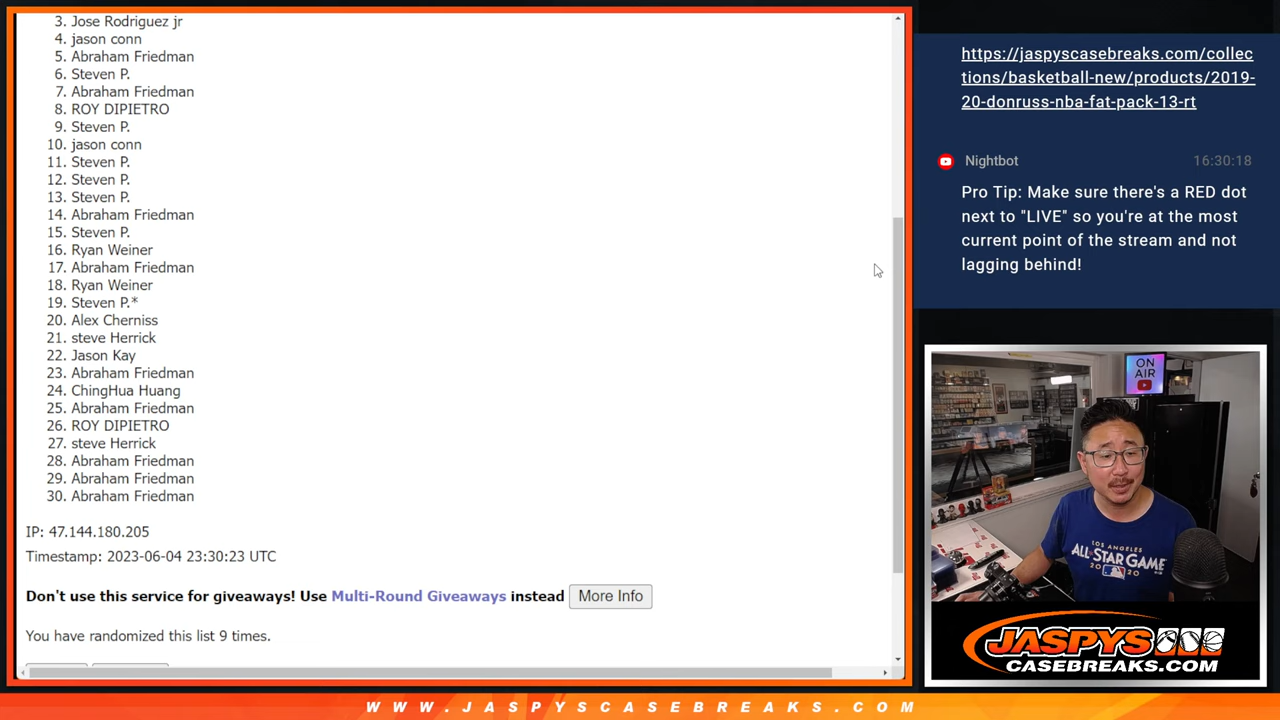 3. Jose Rodriguez jr
4. jason conn
5. Abraham Friedman
6. Steven P.
7. Abraham Friedman
8. ROY DIPIETRO
9. Steven P.
10. jason conn
11. Steven P.
12. Steven P.
13. Steven P.
14. Abraham Friedman
15. Steven P.
16. Ryan Weiner
17. Abraham Friedman
18. Ryan Weiner
19. Steven P.*
20. Alex Cherniss
21. steve Herrick
22. Jason Kay
23. Abraham Friedman
24. ChingHua Huang
25. Abraham Friedman
26. ROY DIPIETRO
27. steve Herrick
28. Abraham Friedman
29. Abraham Friedman
30. Abraham Friedman
IP: 47.144.180.205
Timestamp: 2023-06-04 23:30:23 UTC
Don't use this service for giveaways! Use Multi-Round Giveaways instead More Info
You have randomized this list 9 times.
https://jaspyscasebreaks.com/collec
tions/basketball-new/products/2019-
20-donruss-nba-fat-pack-13-rt
Nightbot 16:30:18
Pro Tip: Make sure there's a RED dot
next to "LIVE" so you're at the most
current point of the stream and not
lagging behind!
ON
AIR
LOS ANGELES
ALL STAR GAME
2020
JASPYS
CASEBREAKS.COM
WWW.JASPYSCASEBREAKS.COM